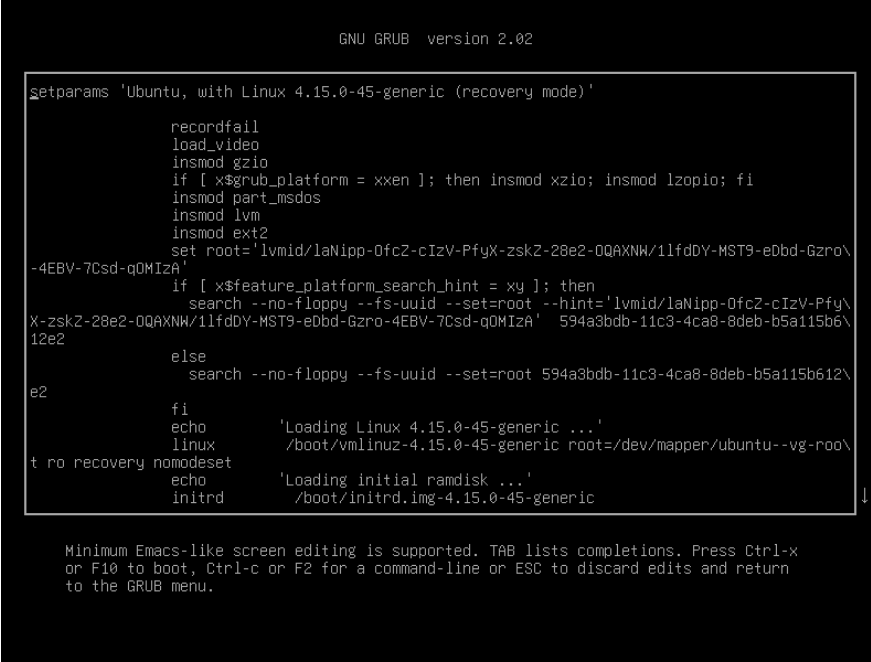 GNU GRUB  version 2.02
setparams 'Ubuntu, with Linux 4.15.0-45-generic (recovery mode)'
recordfail
load_video
insmod gzio
if [ x$grub_platform = xxen ]; then insmod xzio; insmod lzopio; fi
insmod part_msdos
insmod lvm
insmod ext2
set root='lvmid/laNipp-OfcZ-cIzV-PfyX-zskZ-28e2-OQAXNW/1lfdDY-MST9-eDbd-Gzro\
-4EBV-7Csd-qOMIzA'
if [ x$feature_platform_search_hint = xy ]; then
search --no-floppy --fs-uuid --set=root --hint='lvmid/laNipp-OfcZ-cIzV-Pfy\
X-zskZ-28e2-OQAXNW/1lfdDY-MST9-eDbd-Gzro-4EBV-7Csd-qOMIzA'  594a3bdb-11c3-4ca8-8deb-b5a115b6\
12e2
else
search --no-floppy --fs-uuid --set=root 594a3bdb-11c3-4ca8-8deb-b5a115b612\
e2
fi
echo 'Loading Linux 4.15.0-45-generic ...'
linux /boot/vmlinuz-4.15.0-45-generic root=/dev/mapper/ubuntu--vg-roo\
t ro recovery nomodeset
echo 'Loading initial ramdisk ...'
initrd /boot/initrd.img-4.15.0-45-generic
↓
Minimum Emacs-like screen editing is supported. TAB lists completions. Press Ctrl-x
or F10 to boot, Ctrl-c or F2 for a command-line or ESC to discard edits and return
to the GRUB menu.